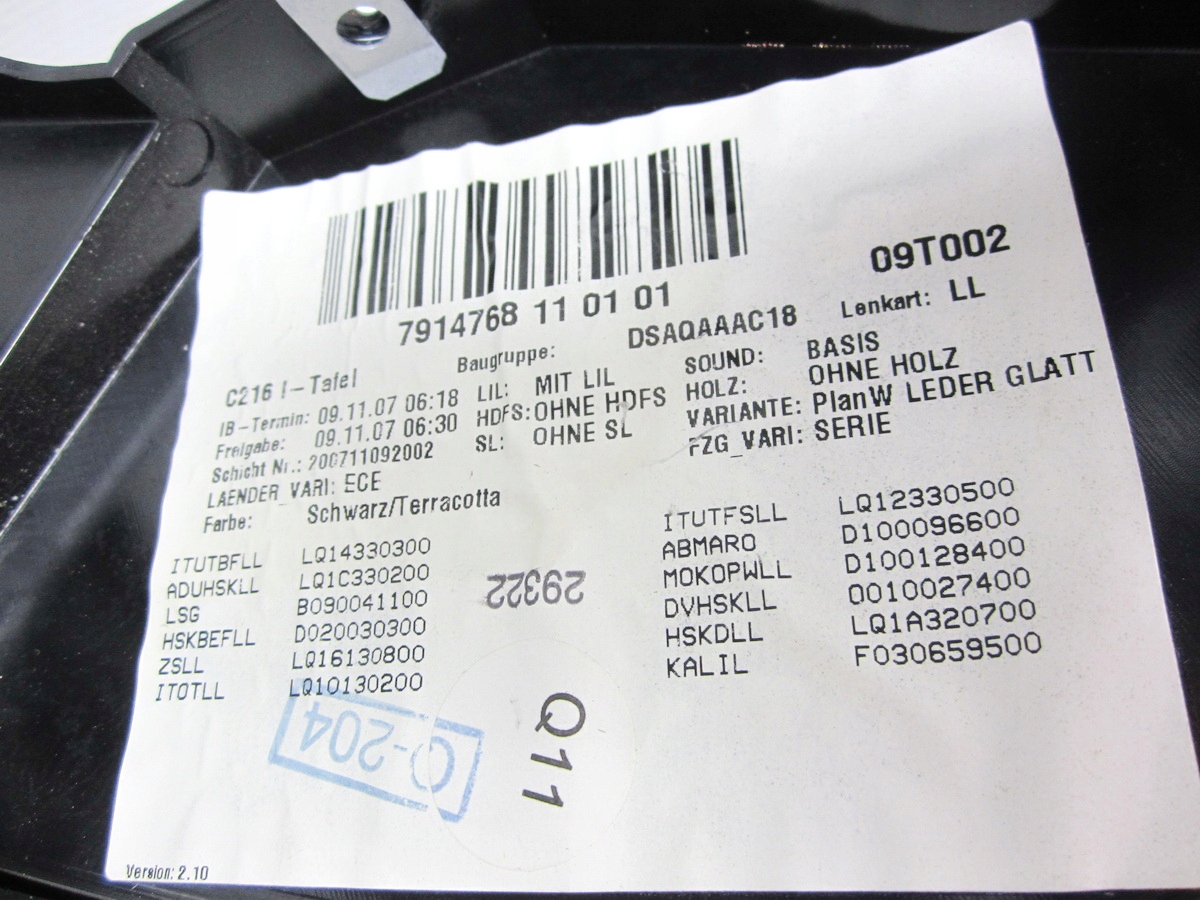 7914768 11 01 01
09T002
C216 I-Tafel
Baugruppe: DSAQAAAC18
Lenkart: LL
IB-Termin: 09.11.07 06:18
LIL: MIT LIL
SOUND: BASIS
Freigabe: 09.11.07 06:30
HDFS: OHNE HDFS
HOLZ: OHNE HOLZ
Schicht Nr.: 200711092002
SL: OHNE SL
VARIANTE: PlanW LEDER GLATT
LAENDER_VARI: ECE
FZG_VARI: SERIE
Farbe: Schwarz/Terracotta
ITUTBFLL LQ14330300
ITUTFSLL LQ12330500
ADUHSKLL LQ1C330200
ABMARO D100096600
LSG B090041100
MOKOPWLL D100128400
HSKBEFLL D020030300
DVHSKLL 0010027400
ZSLL LQ16130800
HSKDLL LQ1A320700
ITOTLL LQ10130200
KALIL F030659500
29322
Q-204
Q11
Version: 2.10